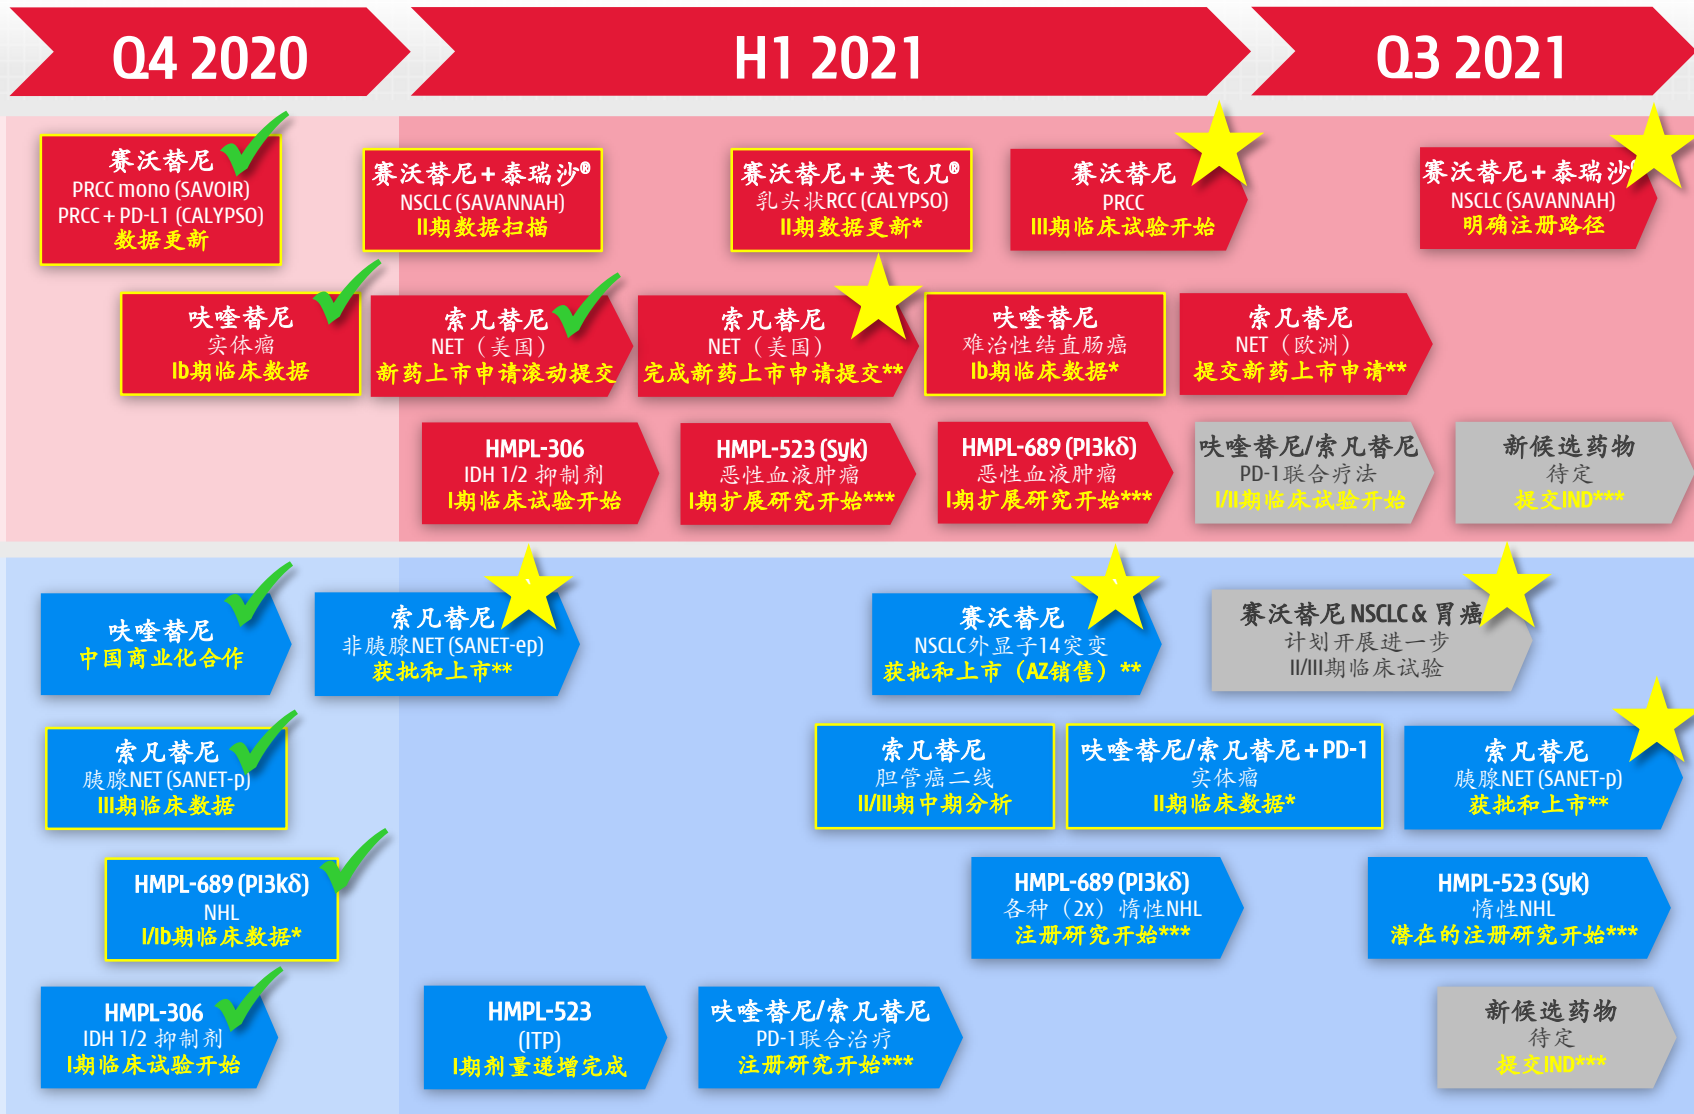 Q4 2020
H1 2021
Q3 2021
赛沃替尼
PRCC mono (SAVOIR)
PRCC + PD-L1 (CALYPSO)
数据更新
赛沃替尼 + 泰瑞沙®
NSCLC (SAVANNAH)
II期数据扫描
赛沃替尼 + 英飞凡®
乳头状RCC (CALYPSO)
II期数据更新*
赛沃替尼
PRCC
III期临床试验开始
赛沃替尼 + 泰瑞沙®
NSCLC (SAVANNAH)
明确注册路径
呋喹替尼
实体瘤
Ib期临床数据
索凡替尼
NET（美国）
新药上市申请滚动提交
索凡替尼
NET（美国）
完成新药上市申请提交**
呋喹替尼
难治性结直肠癌
Ib期临床数据*
索凡替尼
NET（欧洲）
提交新药上市申请**
HMPL-306
IDH 1/2 抑制剂
I期临床试验开始
HMPL-523 (Syk)
恶性血液肿瘤
I期扩展研究开始***
HMPL-689 (PI3kδ)
恶性血液肿瘤
I期扩展研究开始***
呋喹替尼/索凡替尼
PD-1联合疗法
I/II期临床试验开始
新候选药物
待定
提交IND***
呋喹替尼
中国商业化合作
索凡替尼
非胰腺NET (SANET-ep)
获批和上市**
赛沃替尼
NSCLC外显子14突变
获批和上市（AZ销售）**
赛沃替尼 NSCLC & 胃癌
计划开展进一步
II/III期临床试验
索凡替尼
胰腺NET (SANET-p)
III期临床数据
索凡替尼
胆管癌二线
II/III期中期分析
呋喹替尼/索凡替尼 + PD-1
实体瘤
II期临床数据*
索凡替尼
胰腺NET (SANET-p)
获批和上市**
HMPL-689 (PI3kδ)
NHL
I/Ib期临床数据*
HMPL-689 (PI3kδ)
各种（2x）惰性NHL
注册研究开始***
HMPL-523 (Syk)
惰性NHL
潜在的注册研究开始***
HMPL-306
IDH 1/2 抑制剂
I期临床试验开始
HMPL-523
(ITP)
I期剂量递增完成
呋喹替尼/索凡替尼
PD-1联合治疗
注册研究开始***
新候选药物
待定
提交IND***